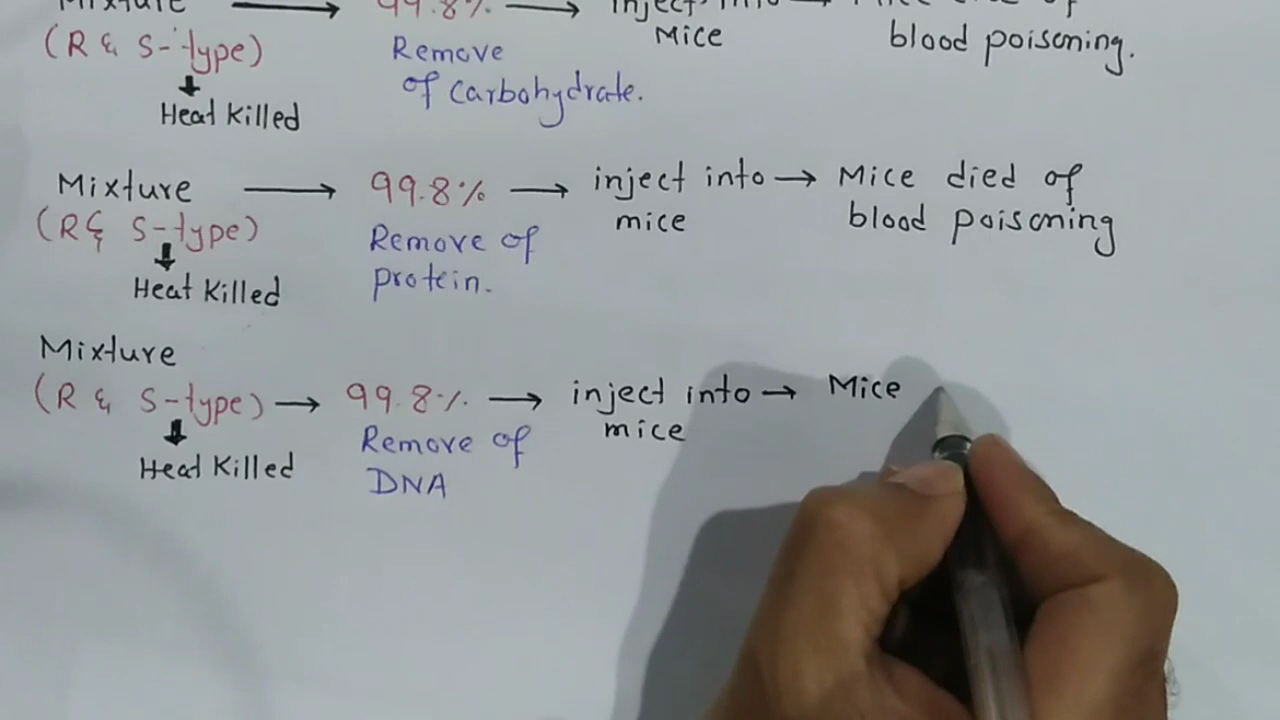 Mixture → 99.8% → inject into → Mice died of
(R & S-type) Remove Mice blood poisoning.
↓ of Carbohydrate.
Heat Killed
Mixture → 99.8% → inject into → Mice died of
(R & S-type) Remove of mice blood poisoning
↓ protein.
Heat Killed
Mixture
(R & S-type) → 99.8% → inject into → Mice
↓ Remove of mice
Heat Killed DNA